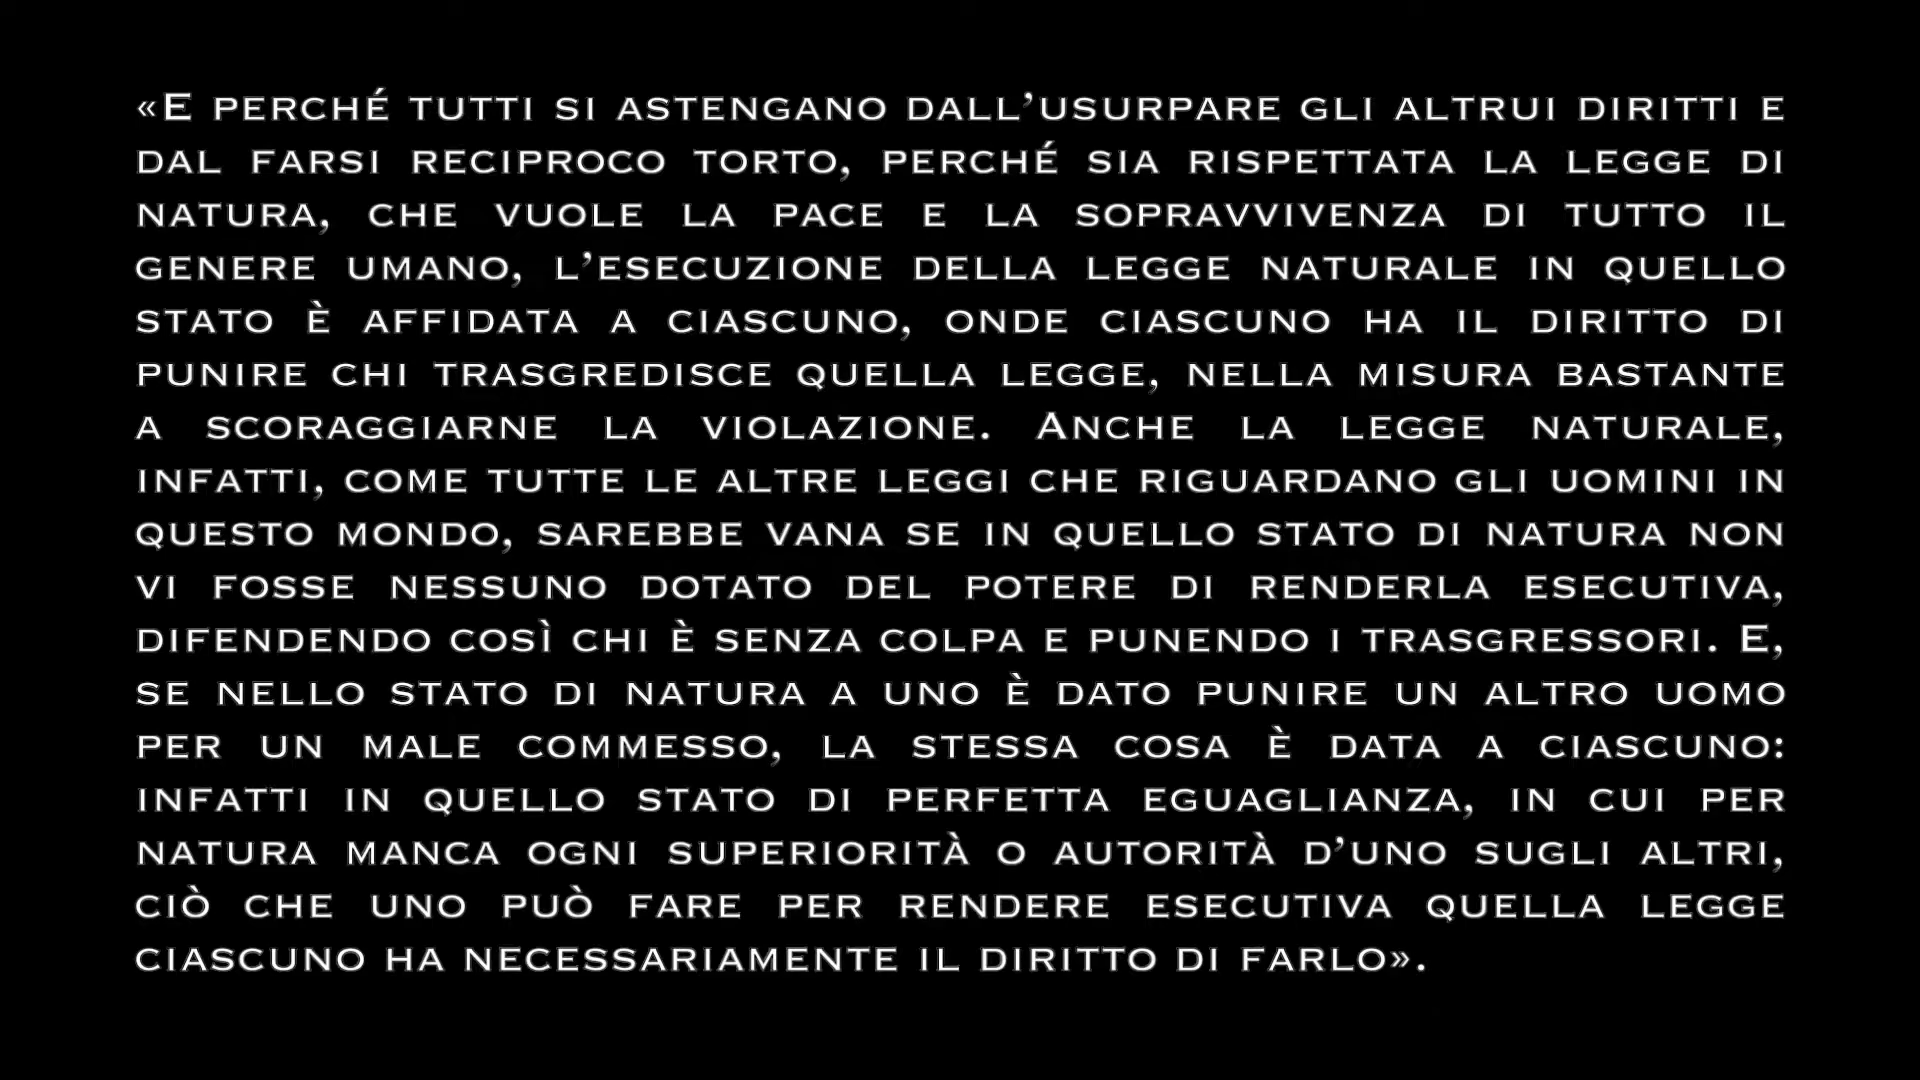 «E PERCHÉ TUTTI SI ASTENGANO DALL’USURPARE GLI ALTRUI DIRITTI E
DAL FARSI RECIPROCO TORTO, PERCHÉ SIA RISPETTATA LA LEGGE DI
NATURA, CHE VUOLE LA PACE E LA SOPRAVVIVENZA DI TUTTO IL
GENERE UMANO, L’ESECUZIONE DELLA LEGGE NATURALE IN QUELLO
STATO È AFFIDATA A CIASCUNO, ONDE CIASCUNO HA IL DIRITTO DI
PUNIRE CHI TRASGREDISCE QUELLA LEGGE, NELLA MISURA BASTANTE
A SCORAGGIARNE LA VIOLAZIONE. ANCHE LA LEGGE NATURALE,
INFATTI, COME TUTTE LE ALTRE LEGGI CHE RIGUARDANO GLI UOMINI IN
QUESTO MONDO, SAREBBE VANA SE IN QUELLO STATO DI NATURA NON
VI FOSSE NESSUNO DOTATO DEL POTERE DI RENDERLA ESECUTIVA,
DIFENDENDO COSÌ CHI È SENZA COLPA E PUNENDO I TRASGRESSORI. E,
SE NELLO STATO DI NATURA A UNO È DATO PUNIRE UN ALTRO UOMO
PER UN MALE COMMESSO, LA STESSA COSA È DATA A CIASCUNO:
INFATTI IN QUELLO STATO DI PERFETTA EGUAGLIANZA, IN CUI PER
NATURA MANCA OGNI SUPERIORITÀ O AUTORITÀ D’UNO SUGLI ALTRI,
CIÒ CHE UNO PUÒ FARE PER RENDERE ESECUTIVA QUELLA LEGGE
CIASCUNO HA NECESSARIAMENTE IL DIRITTO DI FARLO».